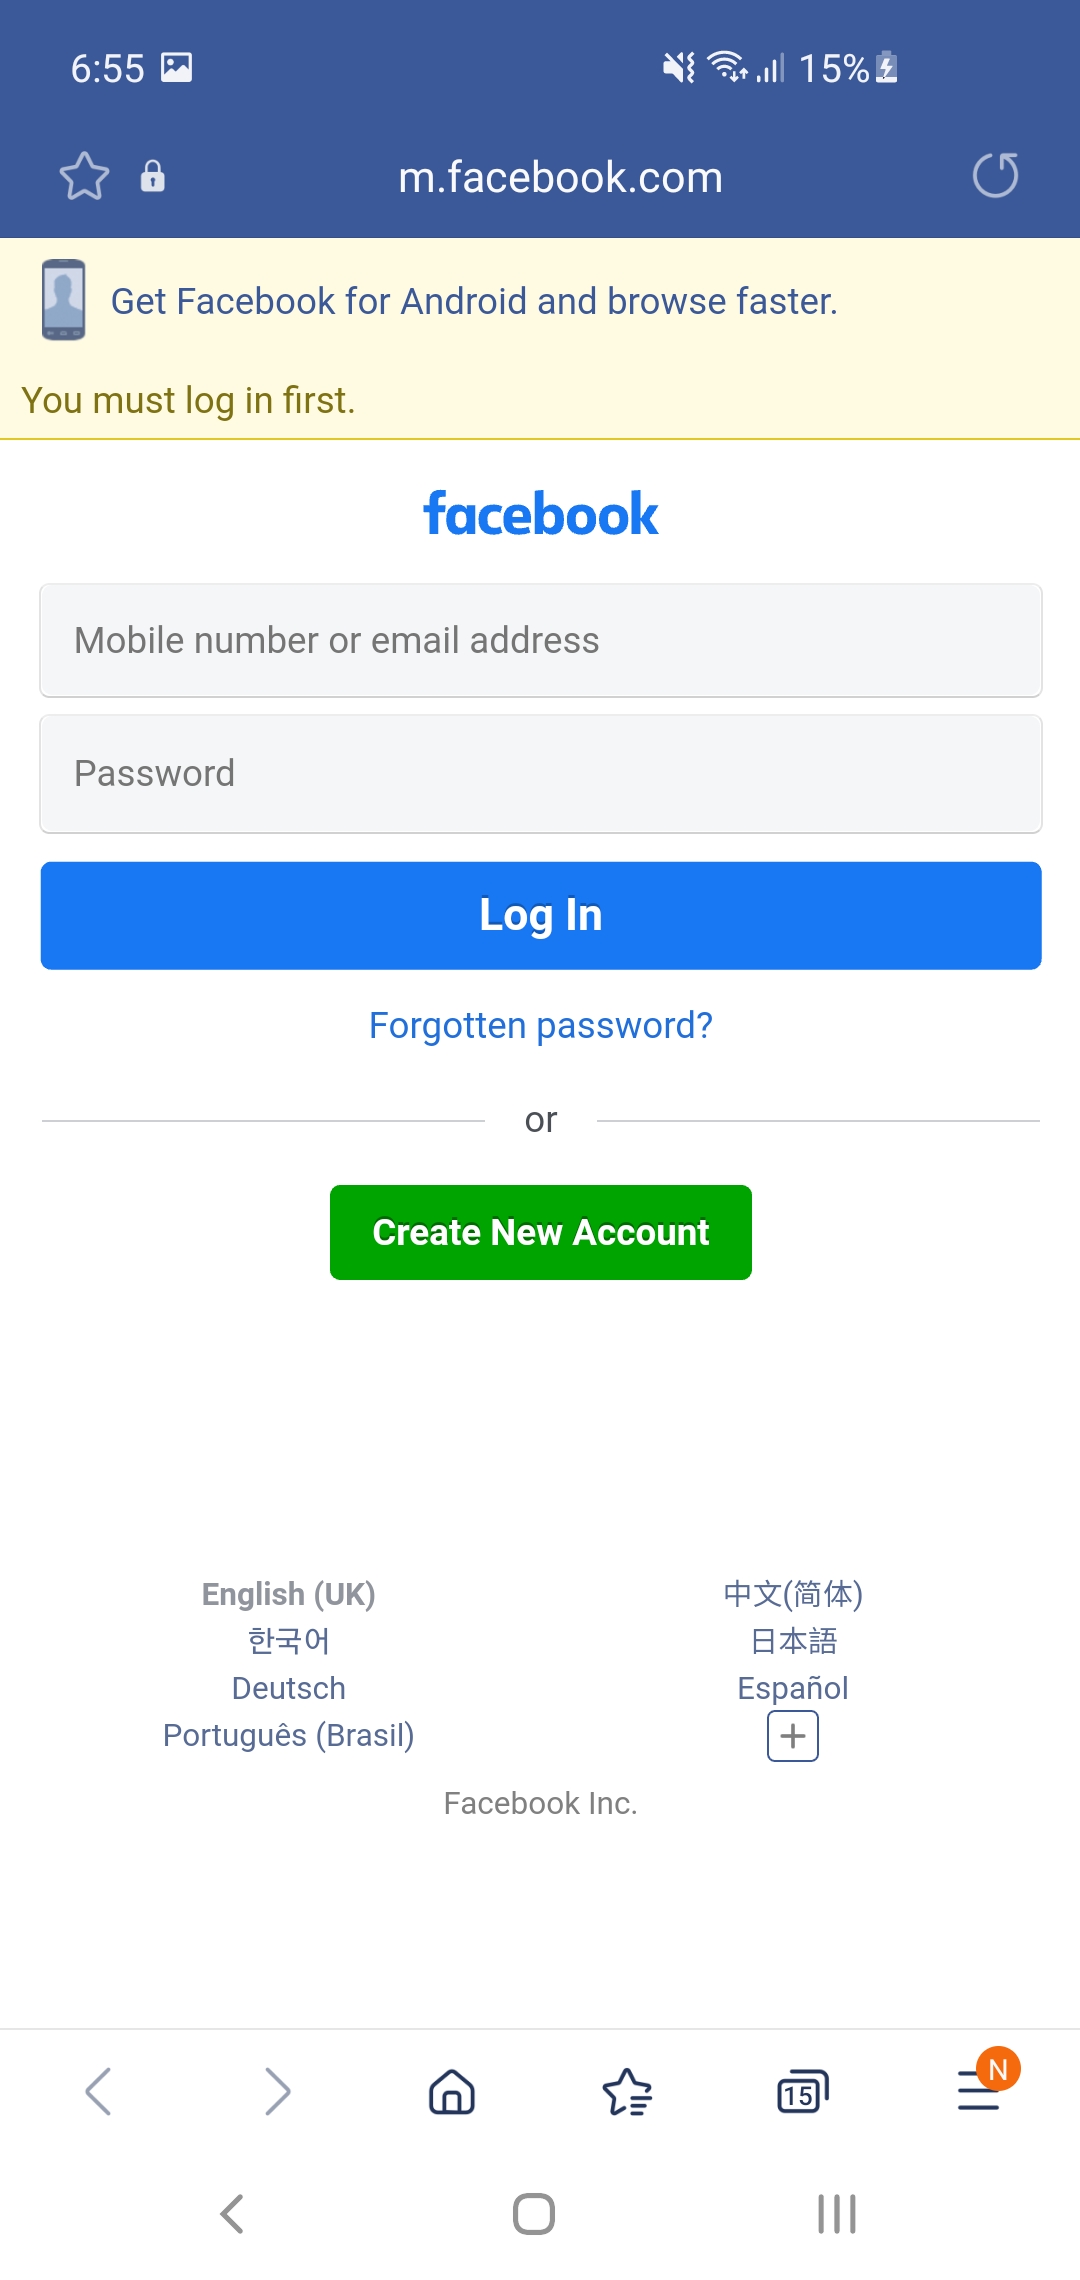 6:55 15%
m.facebook.com
Get Facebook for Android and browse faster.
You must log in first.
facebook
Mobile number or email address
Password
Log In
Forgotten password?
or
Create New Account
English (UK) 中文(简体)
한국어 日本語
Deutsch Español
Português (Brasil) +
Facebook Inc.
15 N